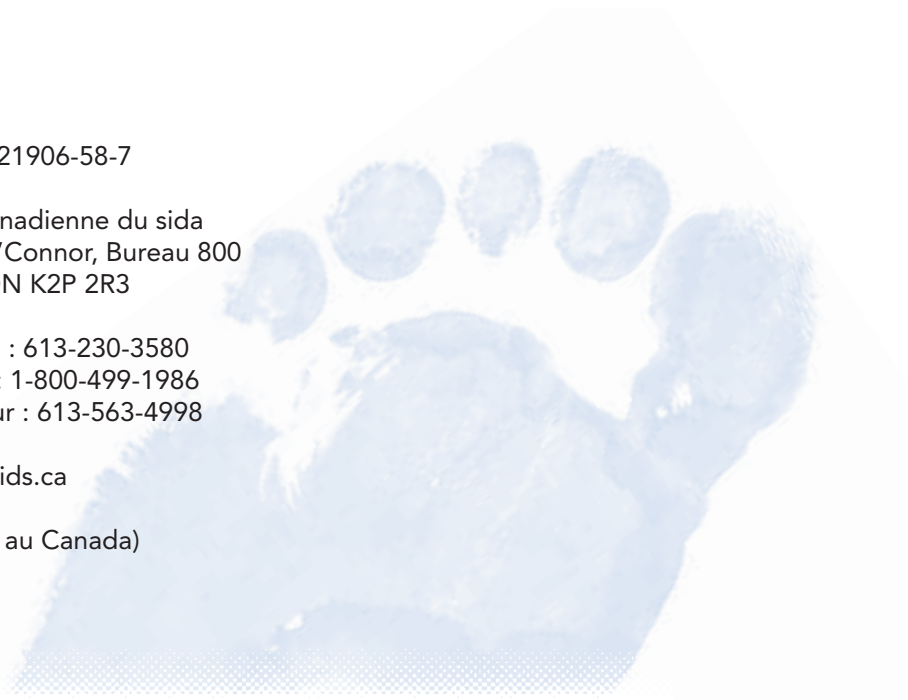 21906-58-7
nadienne du sida
'Connor, Bureau 800
N K2P 2R3
: 613-230-3580
: 1-800-499-1986
ur : 613-563-4998
ids.ca
au Canada)